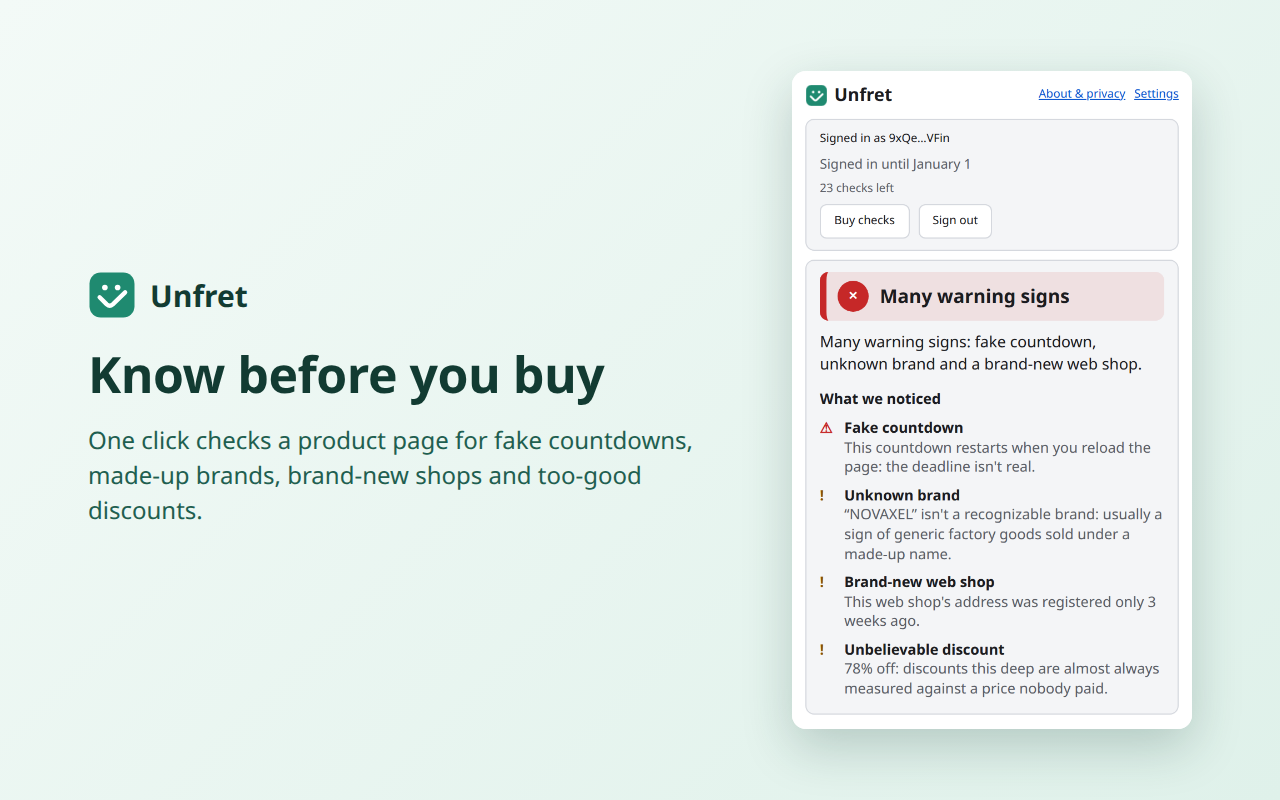 Unfret
Know before you buy
One click checks a product page for fake countdowns,
made-up brands, brand-new shops and too-good
discounts.
Unfret
About & privacy Settings
Signed in as 9xQe…VFin
Signed in until January 1
23 checks left
Buy checks Sign out
Many warning signs
Many warning signs: fake countdown,
unknown brand and a brand-new web shop.
What we noticed
⚠ Fake countdown
This countdown restarts when you reload the
page: the deadline isn't real.
! Unknown brand
“NOVAXEL” isn't a recognizable brand: usually a
sign of generic factory goods sold under a
made-up name.
! Brand-new web shop
This web shop's address was registered only 3
weeks ago.
! Unbelievable discount
78% off: discounts this deep are almost always
measured against a price nobody paid.